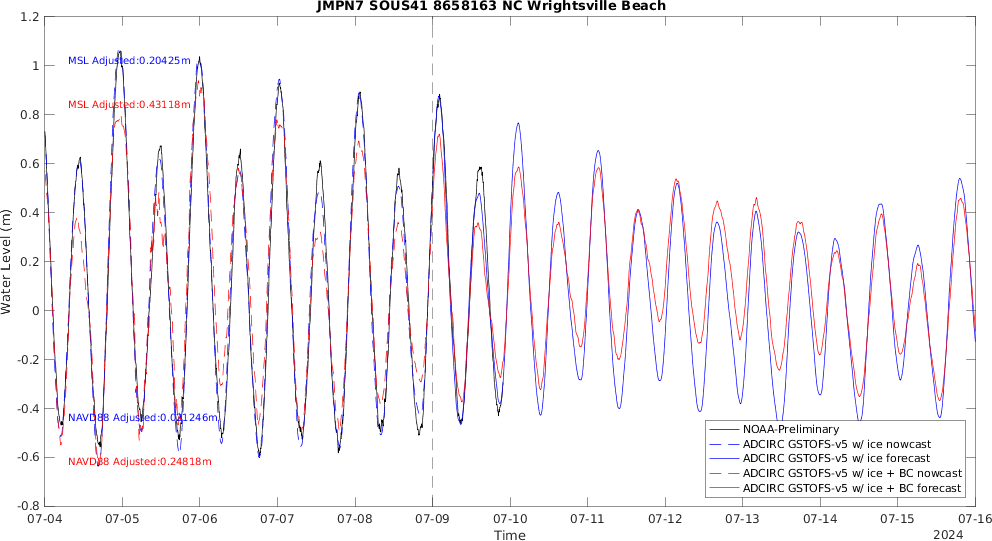 JMPN7 SOUS41 8658163 NC Wrightsville Beach
1.2
1
0.8
0.6
0.4
0.2
0
-0.2
-0.4
-0.6
-0.8
Water Level (m)
MSL Adjusted:0.20425m
MSL Adjusted:0.43118m
NAVD88 Adjusted:0.021246m
NAVD88 Adjusted:0.24818m
NOAA-Preliminary
ADCIRC GSTOFS-v5 w/ ice nowcast
ADCIRC GSTOFS-v5 w/ ice forecast
ADCIRC GSTOFS-v5 w/ ice + BC nowcast
ADCIRC GSTOFS-v5 w/ ice + BC forecast
07-04 07-05 07-06 07-07 07-08 07-09 07-10 07-11 07-12 07-13 07-14 07-15 07-16
Time
2024